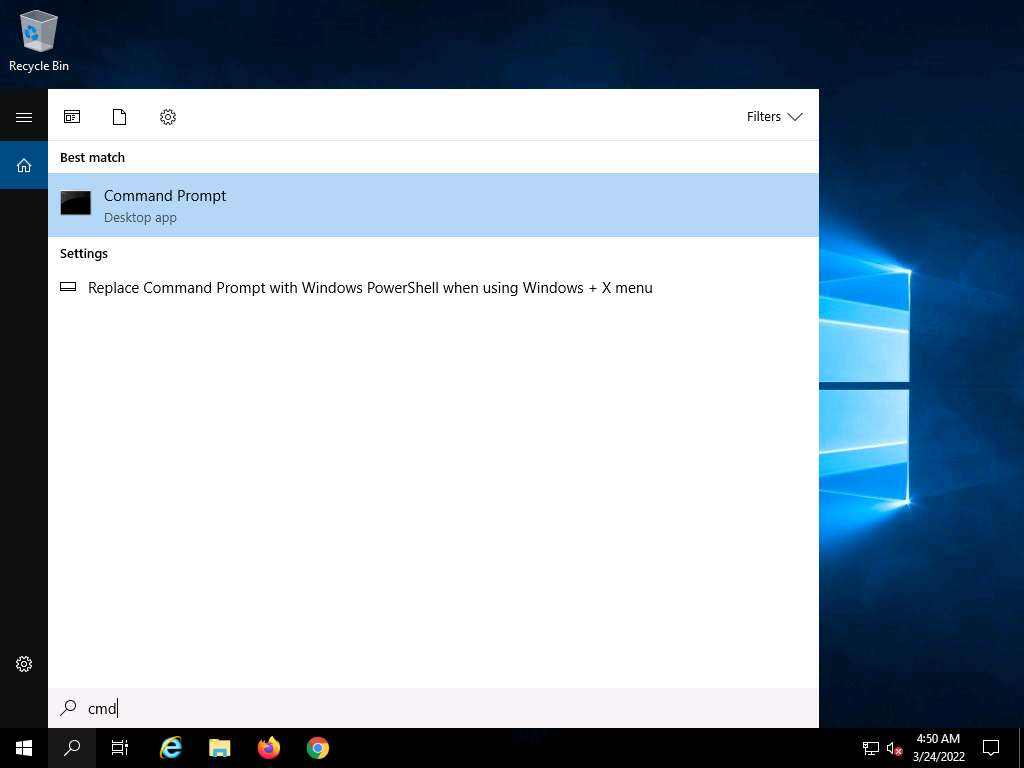 Recycle Bin
Filters
Best match
Command Prompt
Desktop app
Settings
Replace Command Prompt with Windows PowerShell when using Windows + X menu
cmd
4:50 AM
3/24/2022